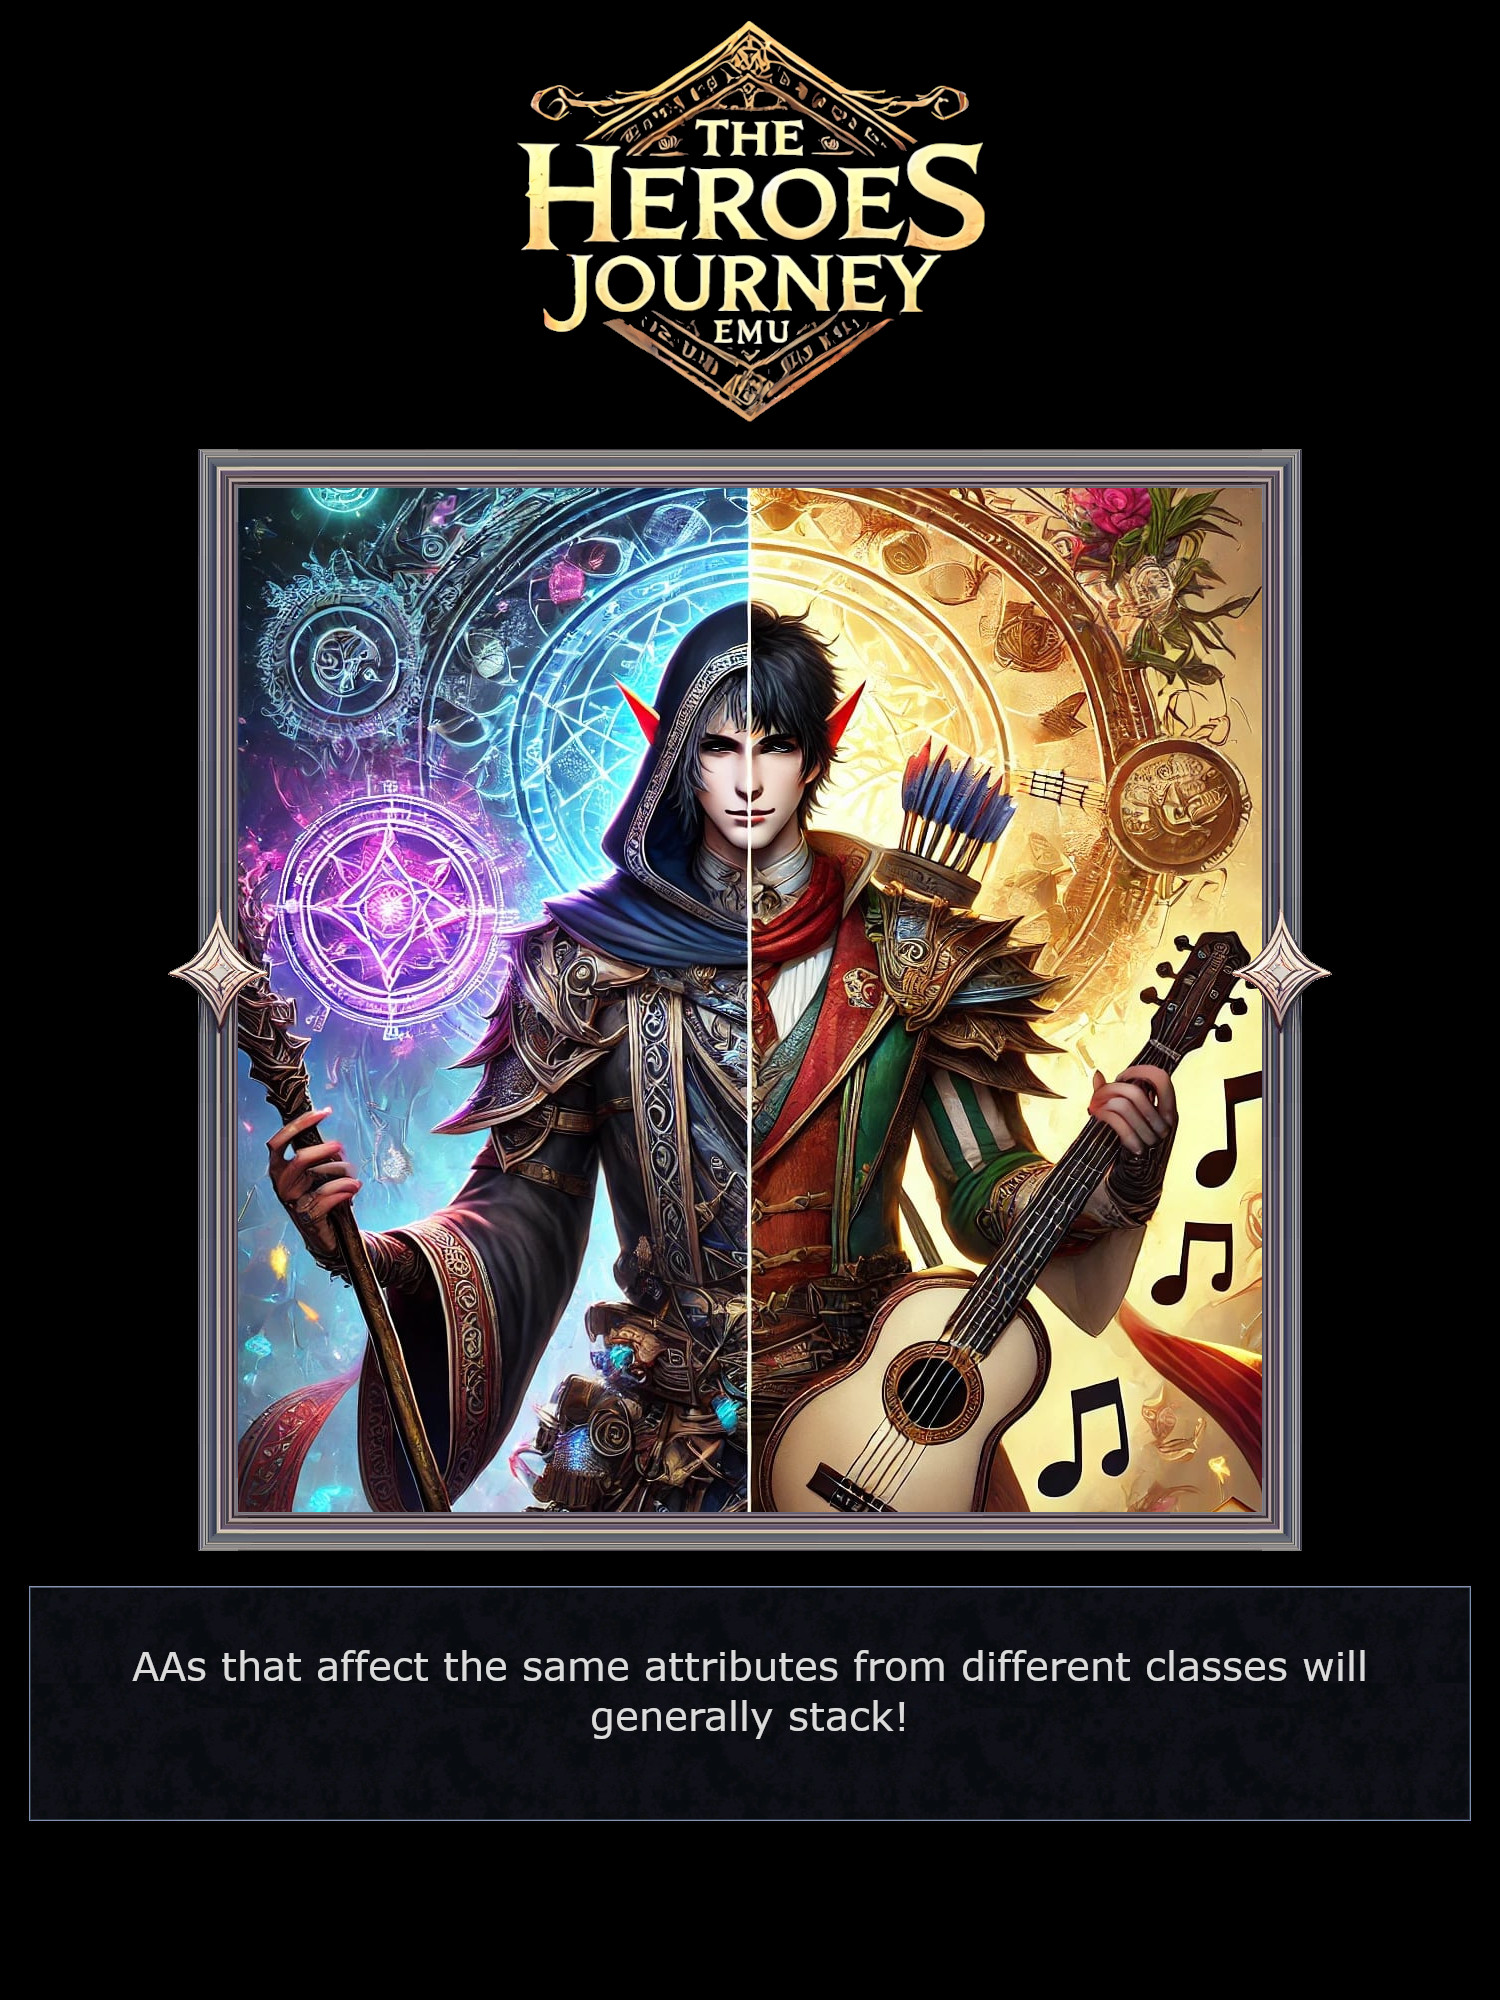 THE
HEROES
JOURNEY
EMU
AAs that affect the same attributes from different classes will
generally stack!